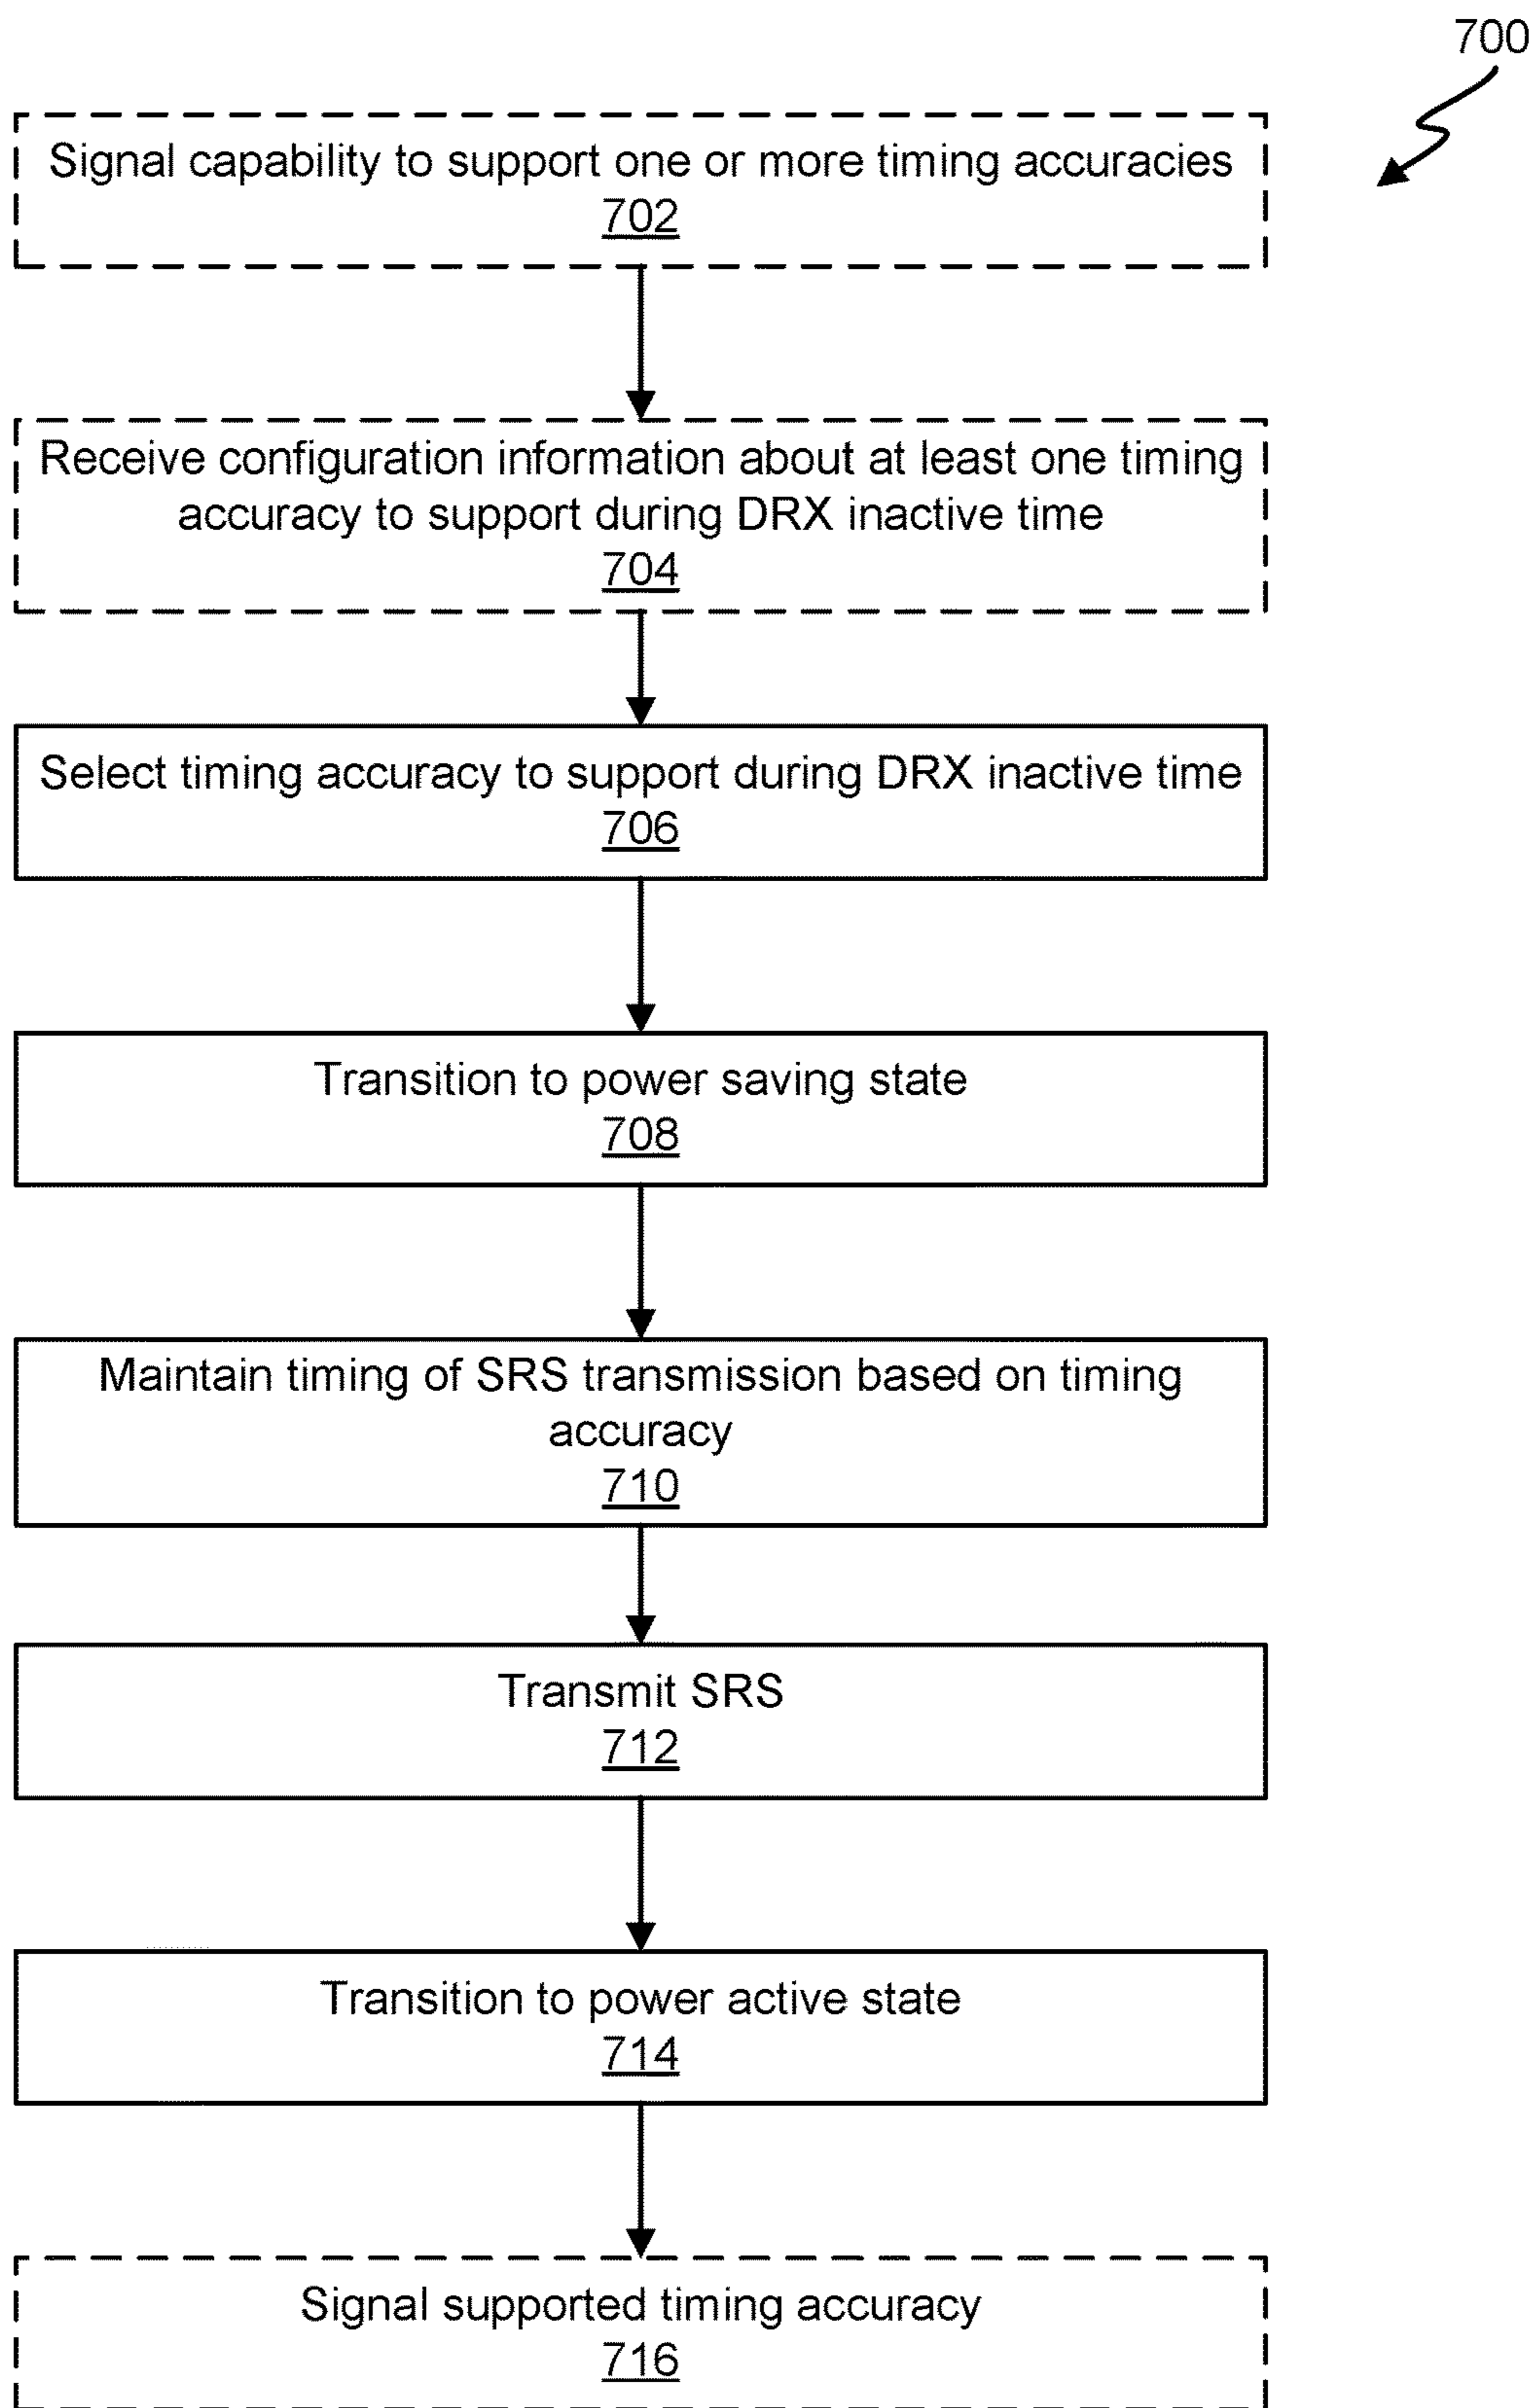 700
Signal capability to support one or more timing accuracies
702
Receive configuration information about at least one timing
accuracy to support during DRX inactive time
704
Select timing accuracy to support during DRX inactive time
706
Transition to power saving state
708
Maintain timing of SRS transmission based on timing
accuracy
710
Transmit SRS
712
Transition to power active state
714
Signal supported timing accuracy
716